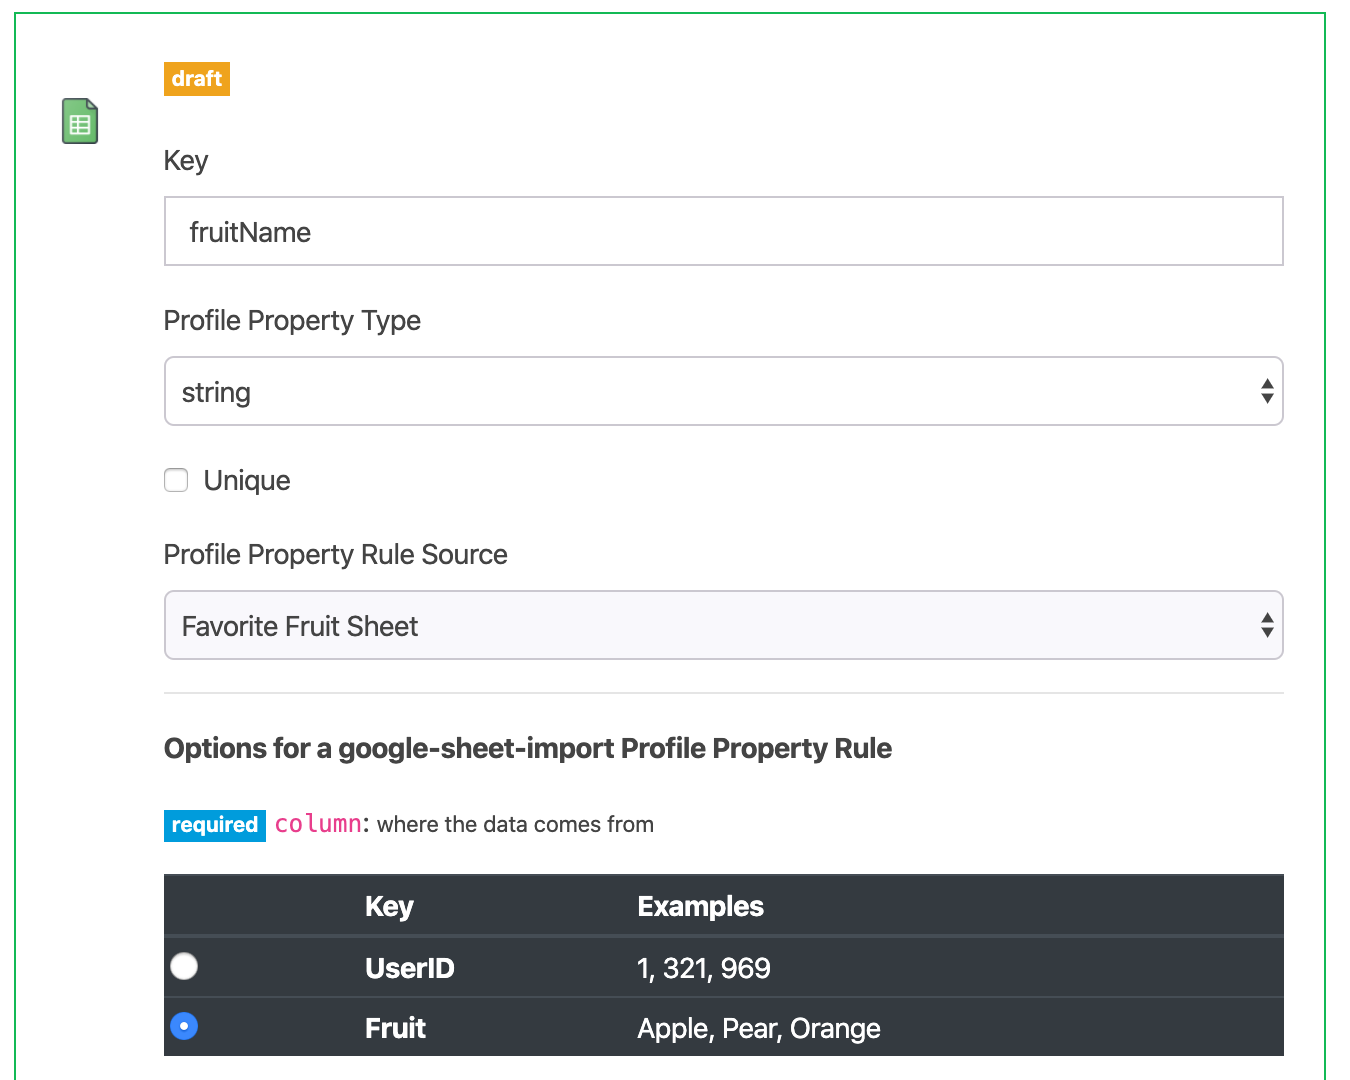 draft
Key
fruitName
Profile Property Type
string
Unique
Profile Property Rule Source
Favorite Fruit Sheet
Options for a google-sheet-import Profile Property Rule
required column: where the data comes from
Key Examples
UserID 1, 321, 969
Fruit Apple, Pear, Orange